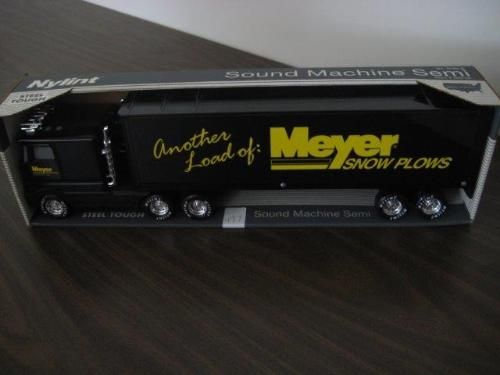 Nylint
Sound Machine Semi
STEEL TOUGH
Another
Load of:
Meyer
SNOW PLOWS
Meyer
STEEL TOUGH
Sound Machine Semi